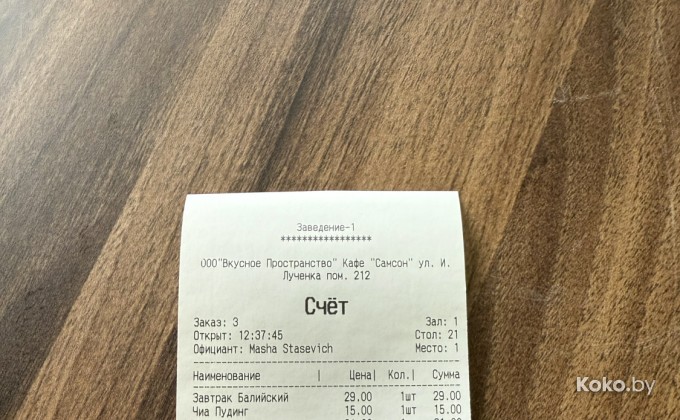 Заведение-1
*****************
ООО"Вкусное Пространство" Кафе "Самсон" ул. И.
Лученка пом. 212
Счёт
Заказ: 3 Зал: 1
Открыт: 12:37:45 Стол: 21
Официант: Masha Stasevich Место: 1
Наименование | Цена| Кол.| Сумма
Завтрак Балийский 29.00 1шт 29.00
Чиа Пудинг 15.00 1шт 15.00
Koko.by